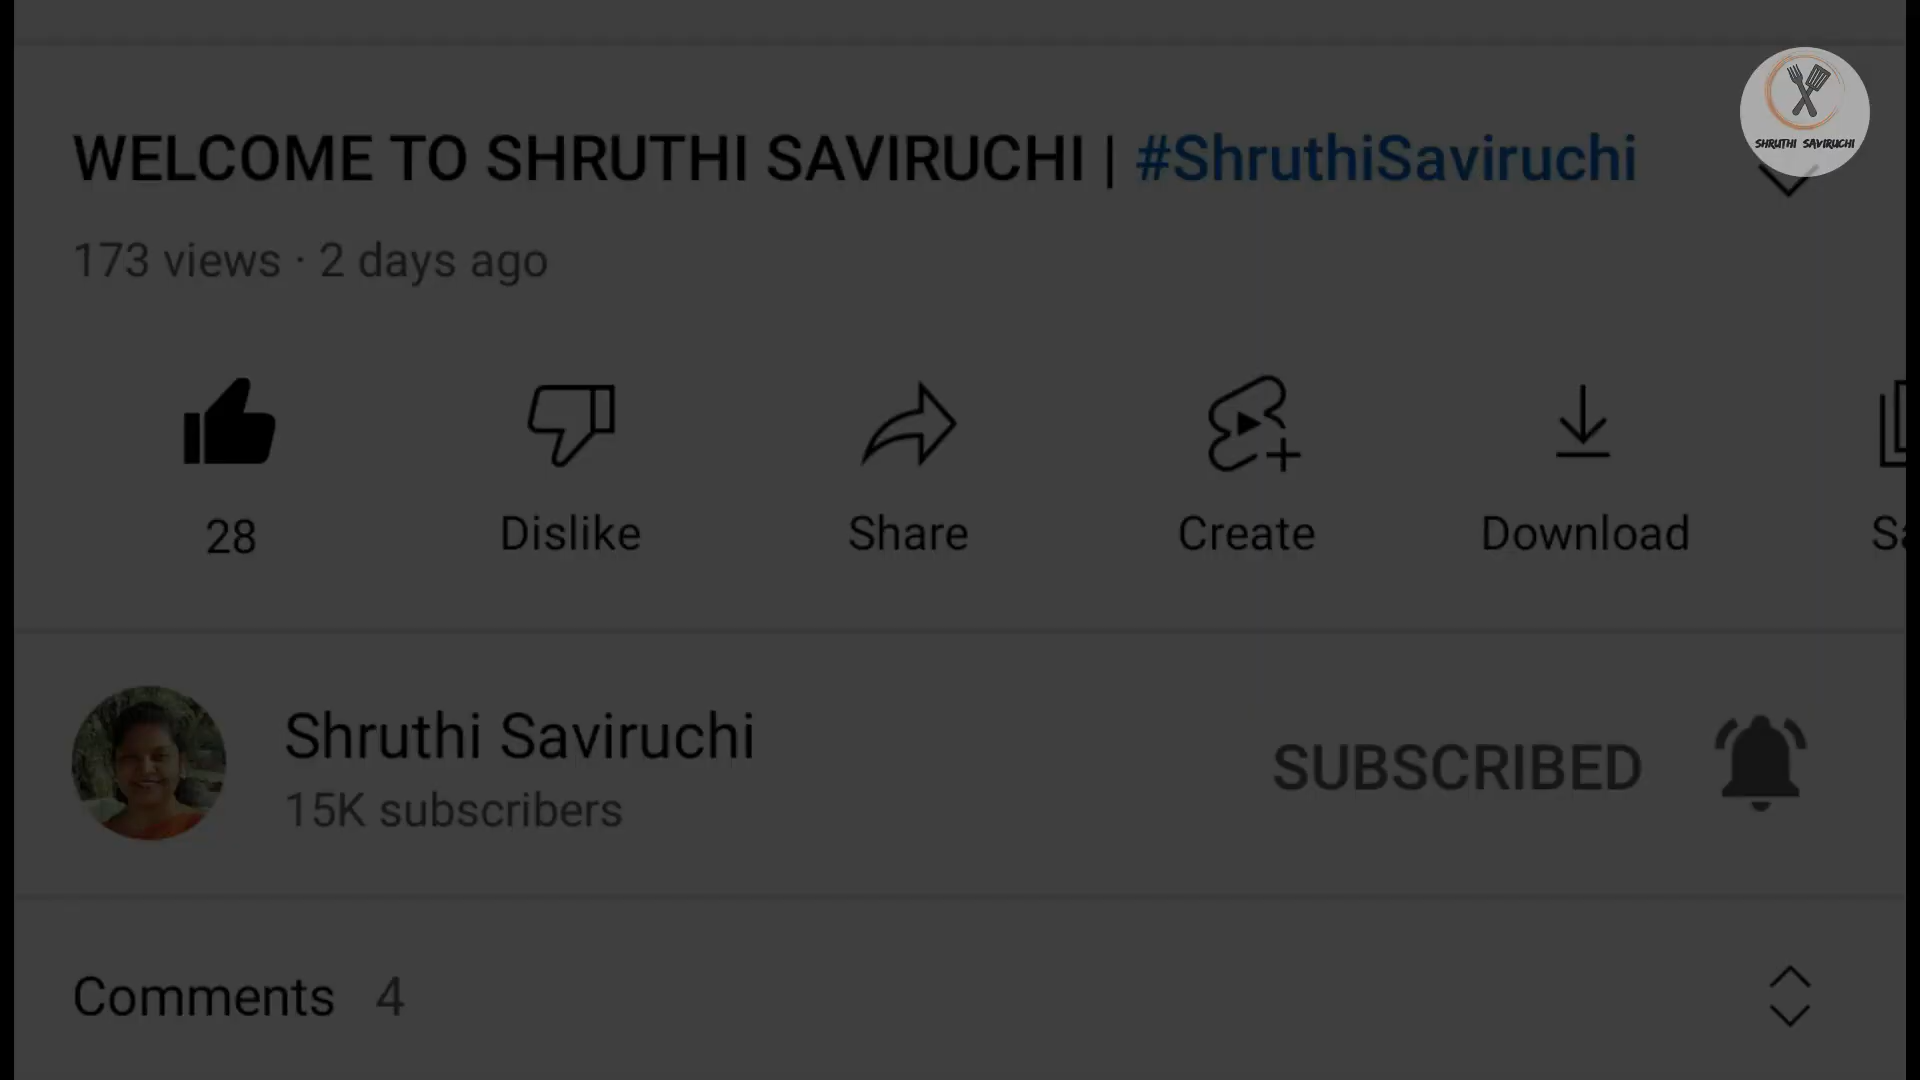 SHRUTHI SAVIRUCHI
WELCOME TO SHRUTHI SAVIRUCHI | #ShruthiSaviruchi
173 views · 2 days ago
28
Dislike
Share
Create
Download
Shruthi Saviruchi
15K subscribers
SUBSCRIBED
Comments 4